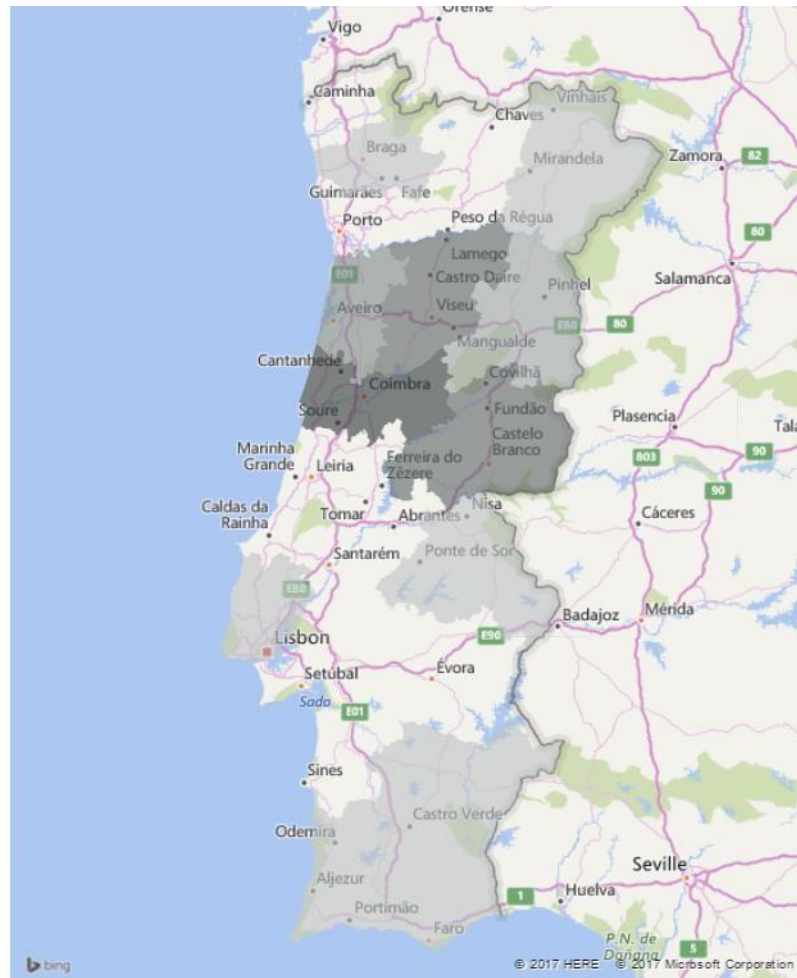 Orense
Vigo
Caminha
Chaves
Vinhais
Braga
Mirandela
Zamora
82
Guimarães
Fafe
Porto
Peso da Régua
80
Lamego
E01
Castro Daire
Pinhel
Salamanca
Aveiro
Viseu
E80
80
Mangualde
Cantanhede
Covilhã
Coimbra
Fundão
Soure
Plasencia
Castelo
Branco
Tala
Marinha
Grande
Leiria
Ferreira do
Zêzere
803
90
90
Caldas da
Rainha
Tomar
Abrantes
Nisa
Cáceres
Santarém
Ponte de Sor
E80
Badajoz
Mérida
Lisbon
E90
Setúbal
Évora
Sada
E01
Sines
Castro Verde
Odemira
Seville
Aljezur
1
Huelva
Portimão
Faro
P.N. de
Doñana
5
bing
© 2017 HERE © 2017 Microsoft Corporation